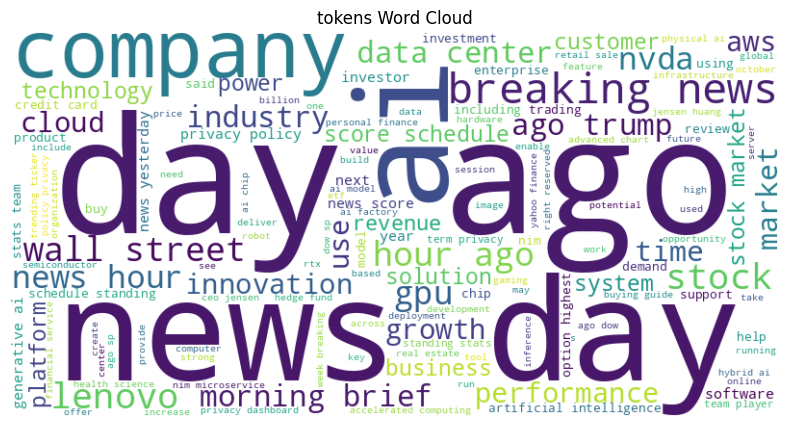 tokens Word Cloud
company
investment
data center
customer
physical ai
aws
retail sale
global
feature
nvda
using
technology
said
power
investor
enterprise
infrastructure
october
credit card
billion
one
ai
breaking news
price
personal finance
data
hardware
including
trading
jensen huang
product
industry
cloud
privacy policy
score schedule
ago trump
review
include
value
build
session
enable
advanced chart
future
server
day ago
news yesterday
need
ai chip
next
ai model
etf
image
yahoo finance
right reserved
potential
high
used
stock market
market
trending ticker
policy privacy
organization
stats team
buy
deliver
robot
news score
ai factory
dow sp
use
revenue
year
term privacy
model
nim
work
opportunity
wall street
hour ago
time
semiconductor
see
rtx
based
solution
gaming
may
system
demand
option highest
buying guide
support
take
stock
news hour
innovation
schedule standing
ceo jensen
hedge fund
gpu
chip
deployment
development
ago dow
s
news day
generative ai
platform
financial service
create
center
ago sp
provide
computer
strong
week breaking
across
key
growth
standing stats
real estate
tool
business
inference
help
running
hybrid ai
online
lenovo
health science
nim microservice
run
performance
software
offer
increase
morning brief
privacy dashboard
accelerated computing
artificial intelligence
team player